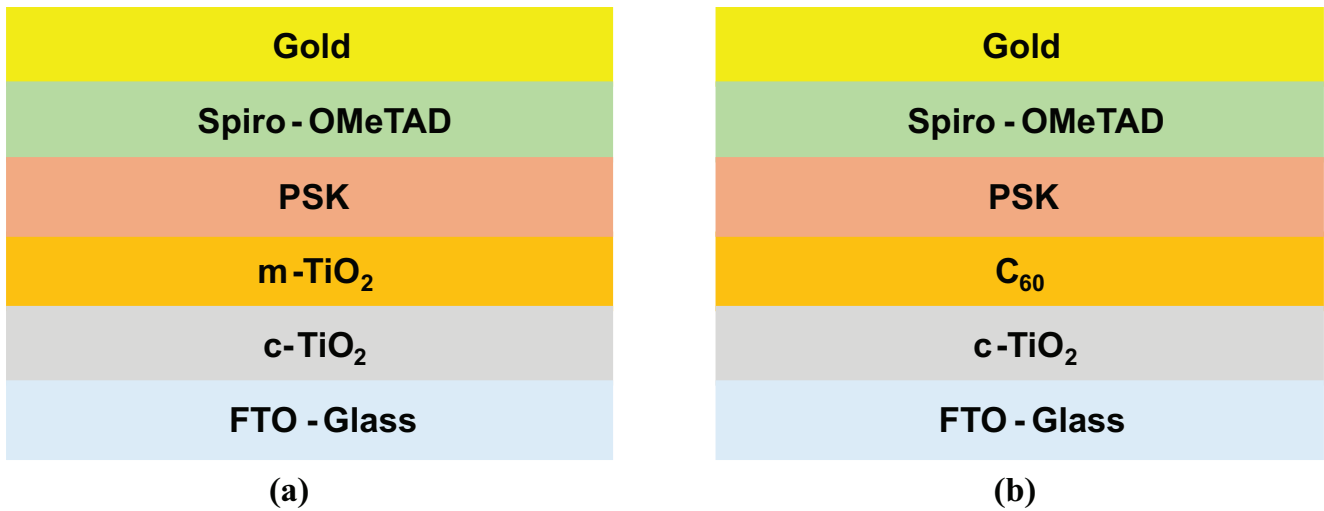 Gold
Spiro - OMeTAD
PSK
m -TiO₂
c- TiO₂
FTO - Glass
(a)
Gold
Spiro - OMeTAD
PSK
C₆₀
c -TiO₂
FTO - Glass
(b)